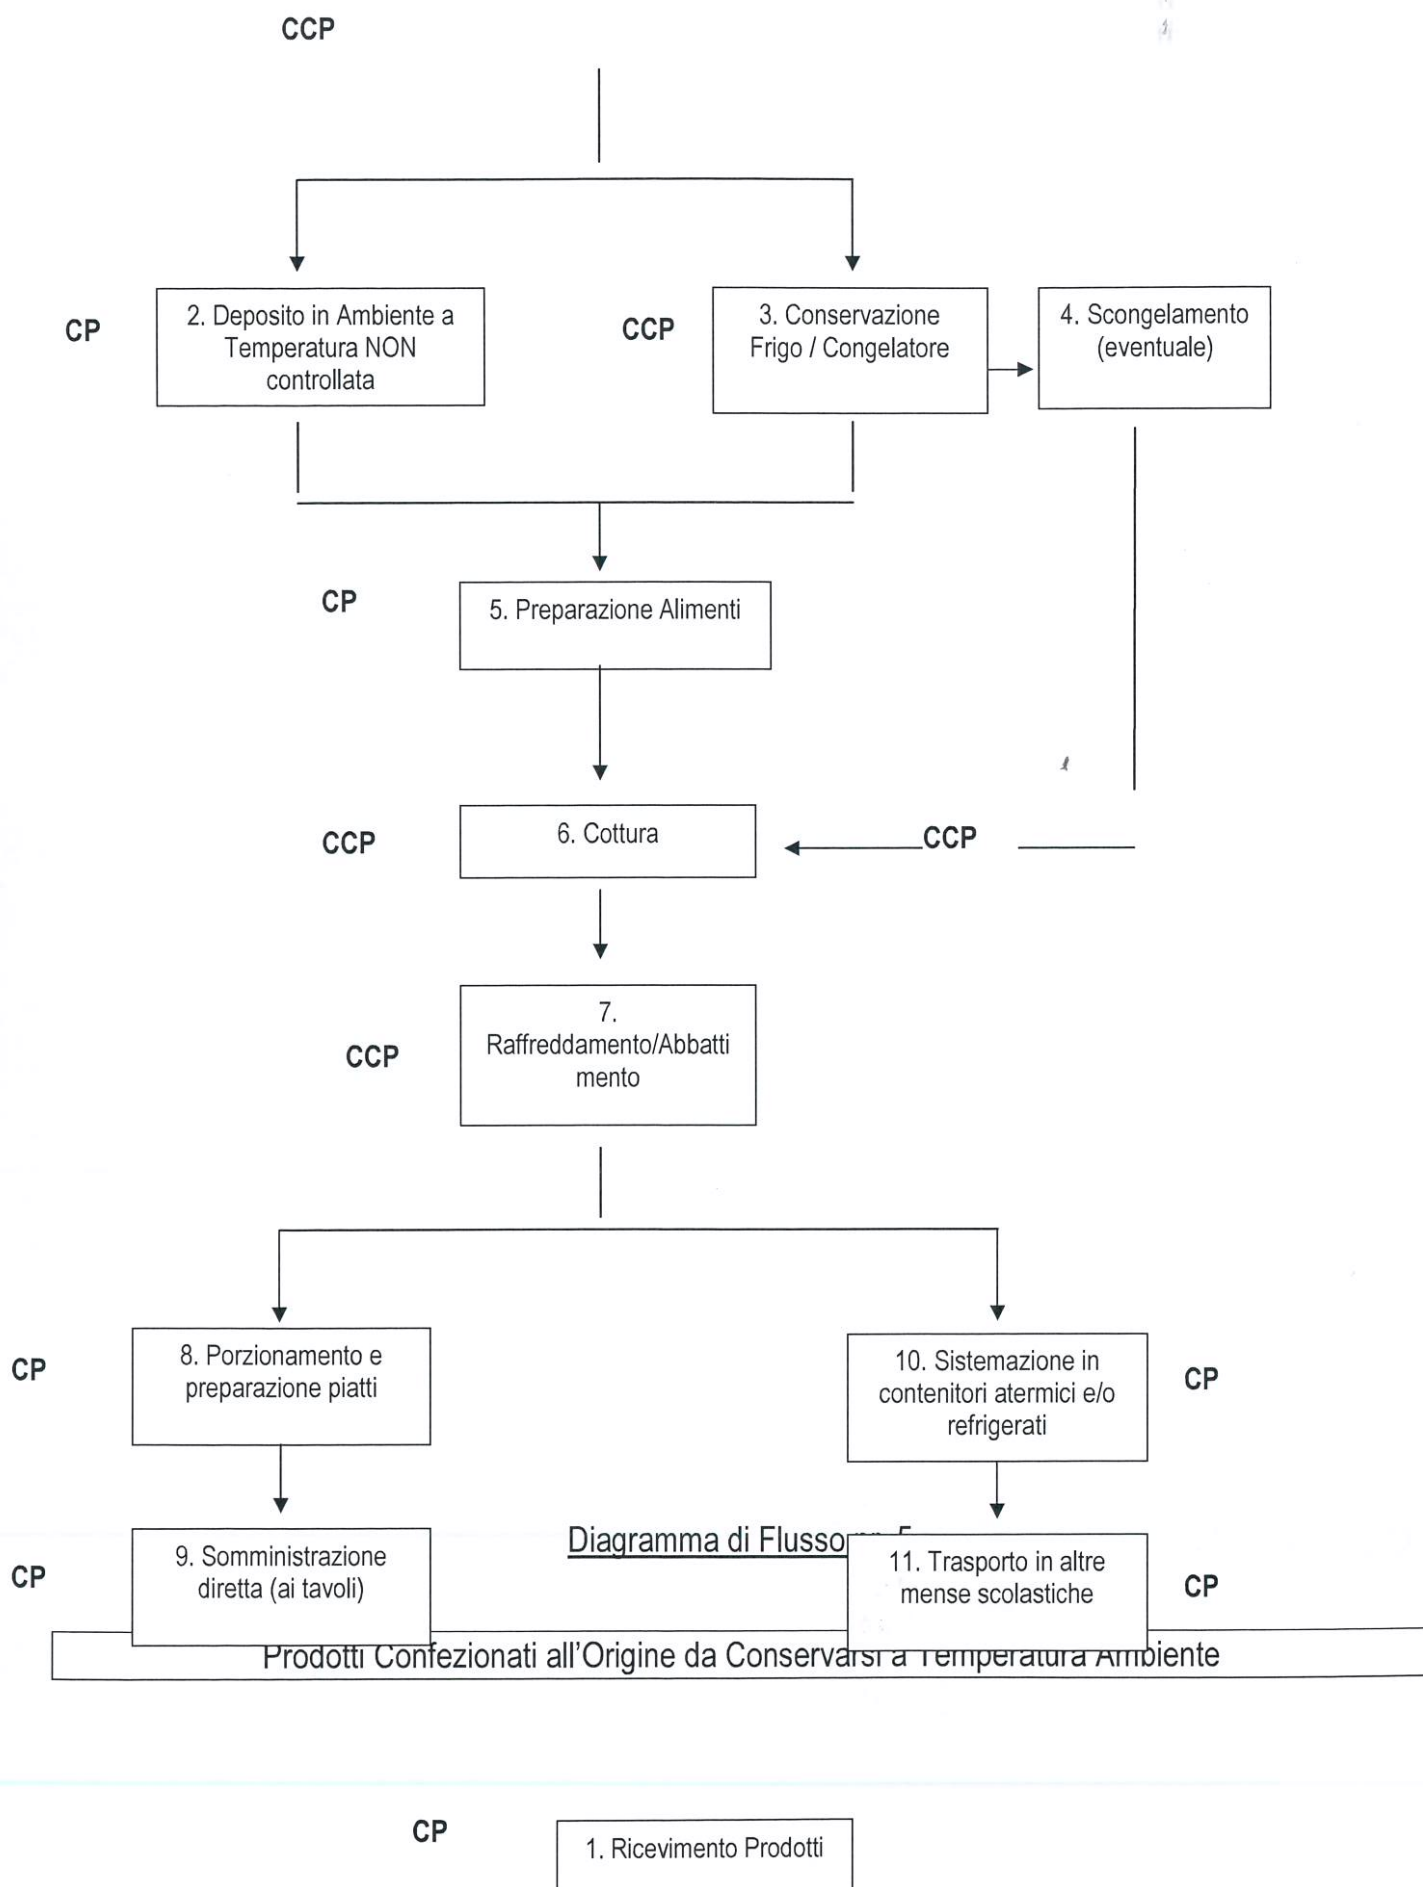 CCP
CP
2. Deposito in Ambiente a
Temperatura NON
controllata
CCP
3. Conservazione
Frigo / Congelatore
4. Scongelamento
(eventuale)
CP
5. Preparazione Alimenti
CCP
6. Cottura
CCP
CCP
7.
Raffreddamento/Abbatti
mento
CP
8. Porzionamento e
preparazione piatti
10. Sistemazione in
contenitori atermici e/o
refrigerati
CP
CP
9. Somministrazione
diretta (ai tavoli)
Diagramma di Flusso
11. Trasporto in altre
mense scolastiche
CP
Prodotti Confezionati all'Origine da Conservarsi a Temperatura Ambiente
CP
1. Ricevimento Prodotti